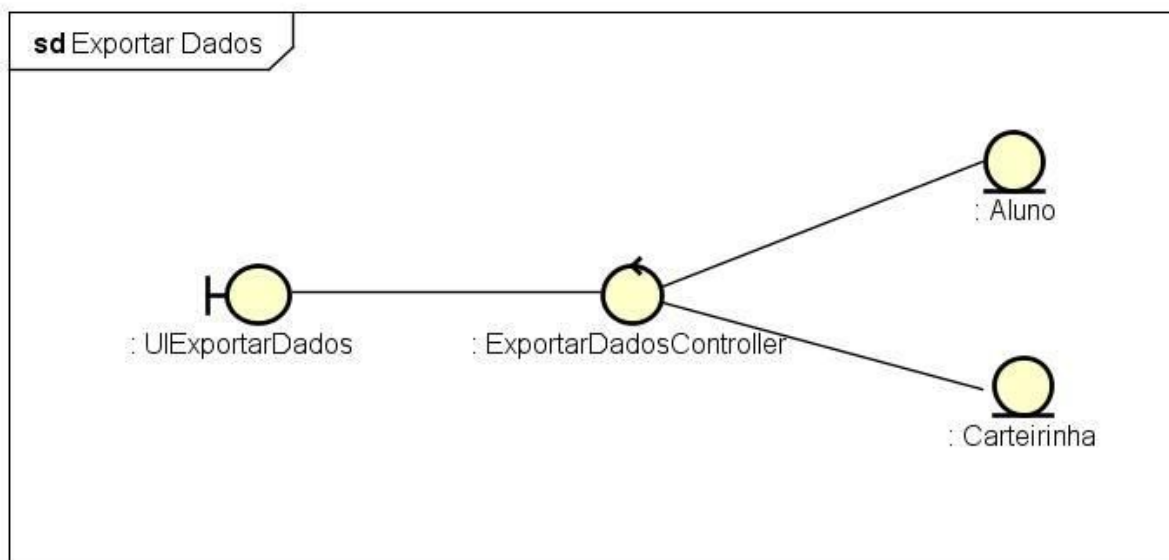 sd Exportar Dados
: Aluno
: UIExportarDados
: ExportarDadosController
: Carteirinha